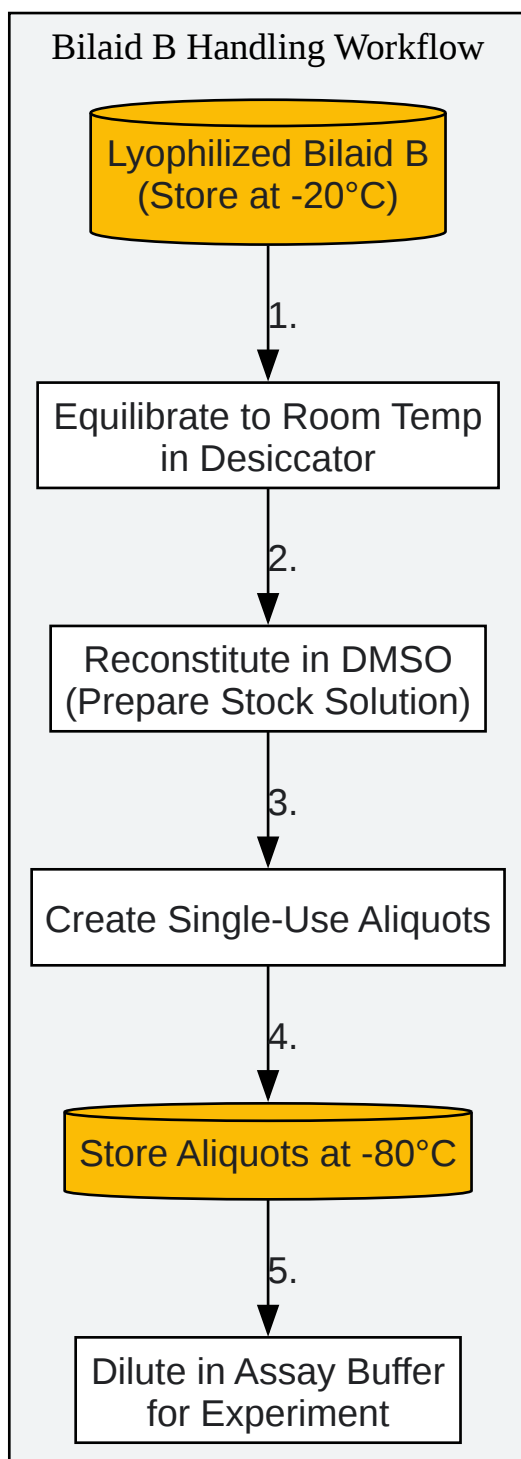 Bilaid B Handling Workflow
Lyophilized Bilaid B
(Store at -20°C)
1.
Equilibrate to Room Temp
in Desiccator
2.
Reconstitute in DMSO
(Prepare Stock Solution)
3.
Create Single-Use Aliquots
4.
Store Aliquots at -80°C
5.
Dilute in Assay Buffer
for Experiment